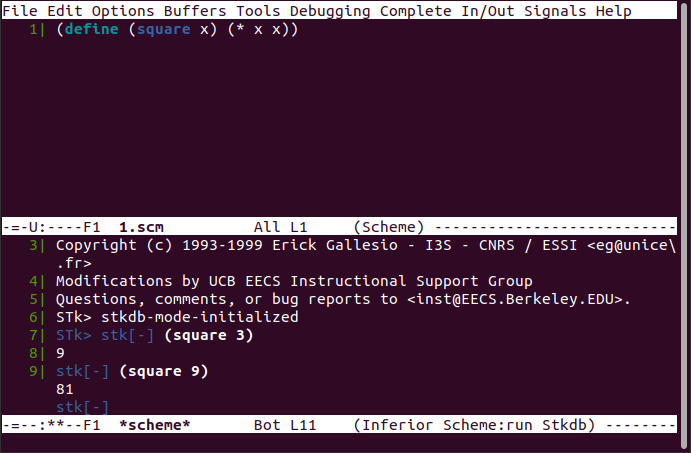 File Edit Options Buffers Tools Debugging Complete In/Out Signals Help
1| (define (square x) (* x x))
-=-U:----F1  1.scm          All L1     (Scheme) ---------------------------
3| Copyright (c) 1993-1999 Erick Gallesio - I3S - CNRS / ESSI <eg@unice\
.fr>
4| Modifications by UCB EECS Instructional Support Group
5| Questions, comments, or bug reports to <inst@EECS.Berkeley.EDU>.
6| STk> stkdb-mode-initialized
7| STk> stk[-] (square 3)
8| 9
9| stk[-] (square 9)
81
stk[-]
-=--:**--F1  *scheme*       Bot L11    (Inferior Scheme:run Stkdb) --------